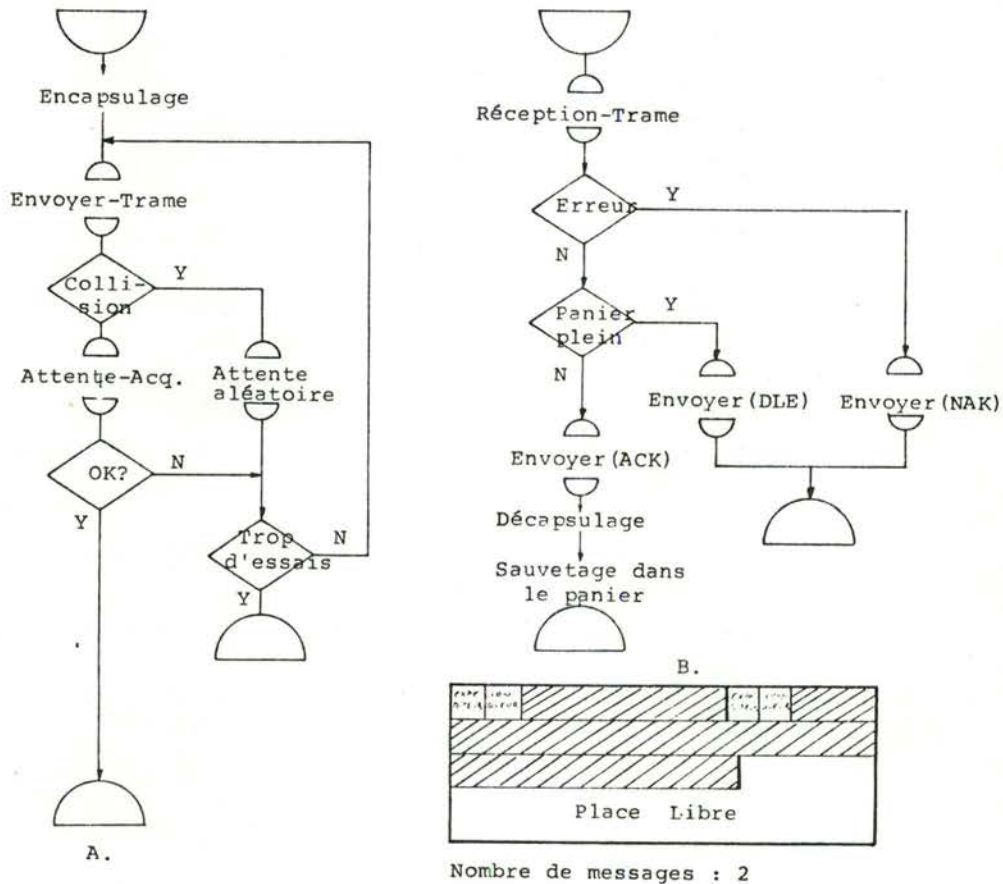 Encapsulage
Envoyer-Trame
Colli-
sion
Y
Attente-Acq.
Attente
aléatoire
OK?
N
Y
Trop
d'essais
N
Y
A.
Réception-Trame
Erreur
Y
N
Panier
plein
Y
N
Envoyer(DLE)
Envoyer(NAK)
Envoyer(ACK)
Décapsulage
Sauvetage dans
le panier
B.
Place Libre
Nombre de messages : 2